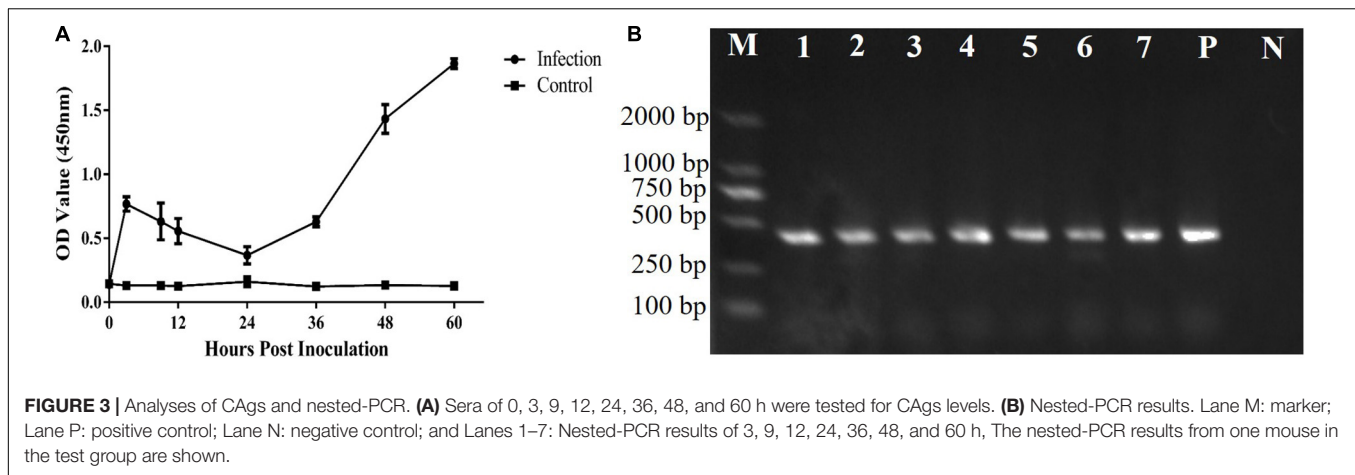 A
2.0
1.5
1.0
0.5
0.0
OD Value (450nm)
0 12 24 36 48 60
Hours Post Inoculation
Infection
Control
B
M 1 2 3 4 5 6 7 P N
2000 bp
1000 bp
750 bp
500 bp
250 bp
100 bp
FIGURE 3 | Analyses of CAgs and nested-PCR. (A) Sera of 0, 3, 9, 12, 24, 36, 48, and 60 h were tested for CAgs levels. (B) Nested-PCR results. Lane M: marker;
Lane P: positive control; Lane N: negative control; and Lanes 1–7: Nested-PCR results of 3, 9, 12, 24, 36, 48, and 60 h, The nested-PCR results from one mouse in
the test group are shown.